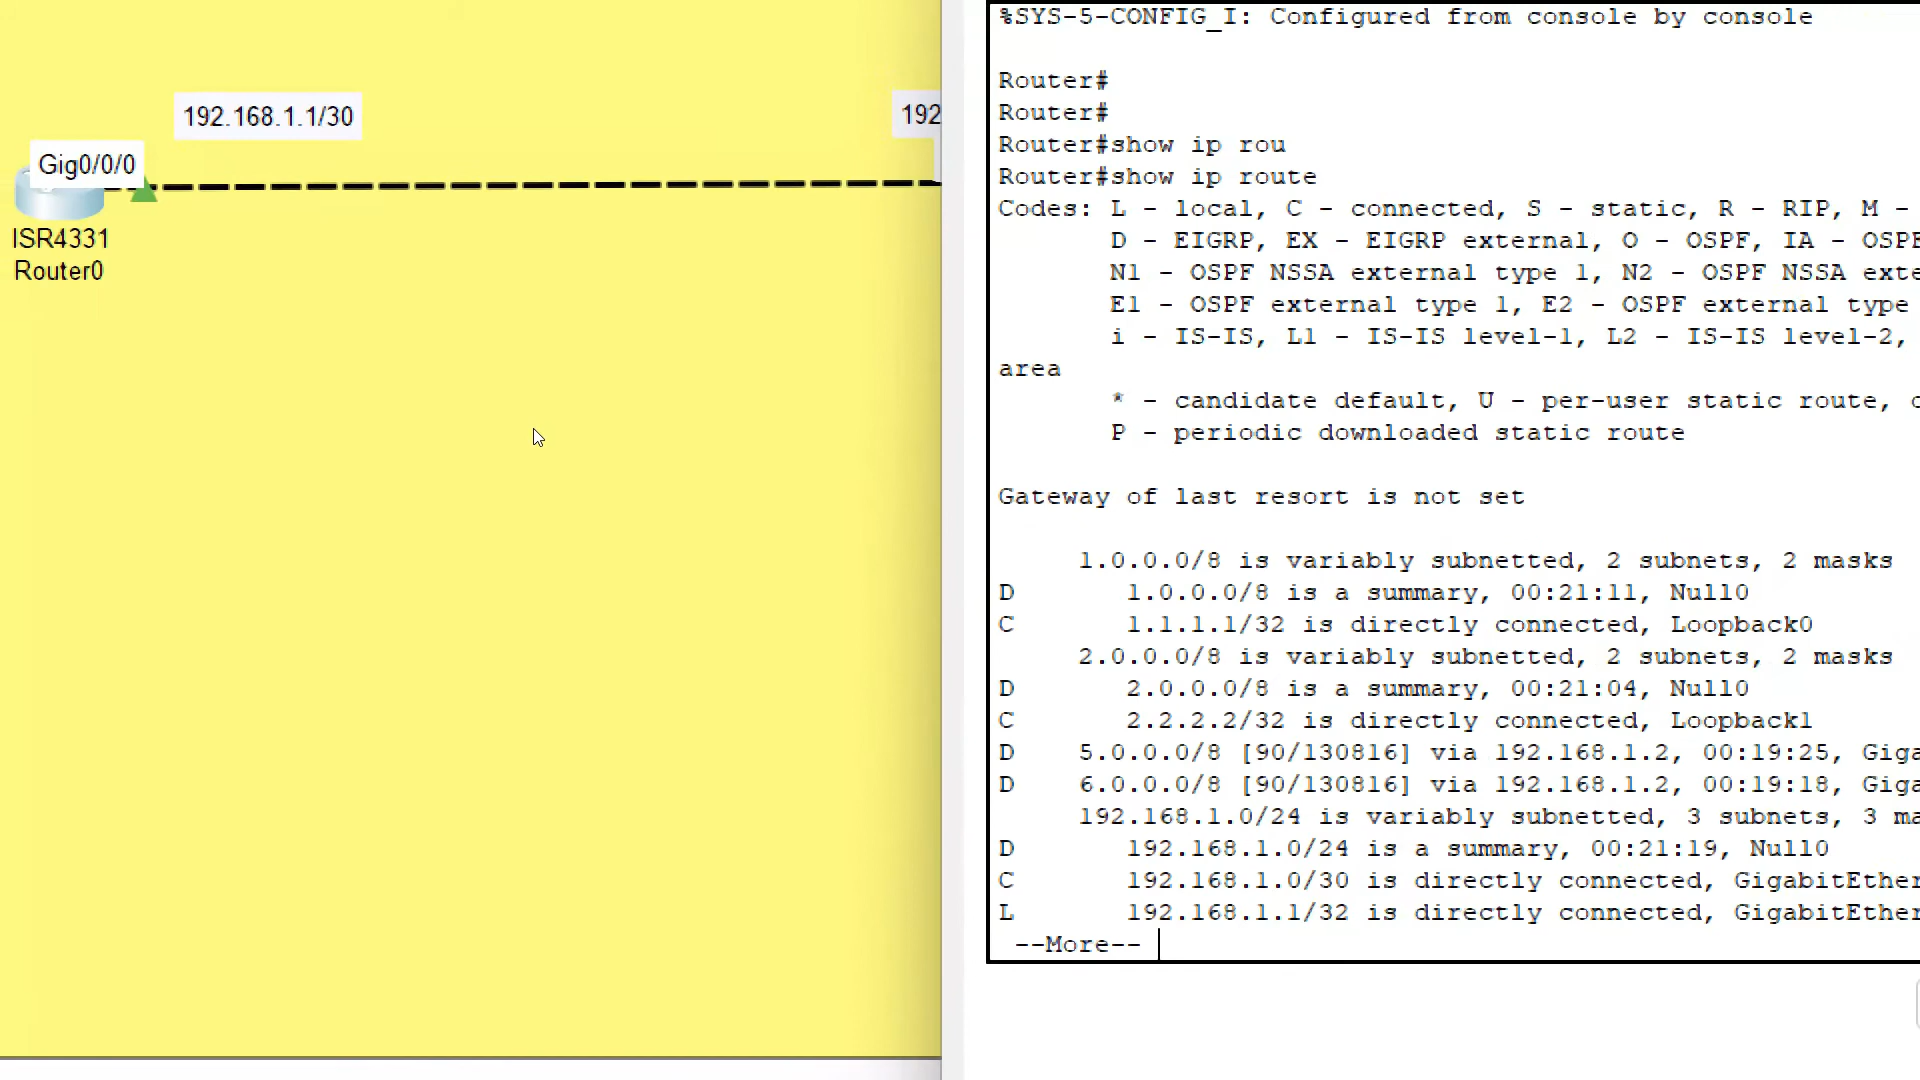 192.168.1.1/30
192
Gig0/0/0
ISR4331
Router0
%SYS-5-CONFIG_I: Configured from console by console
Router#
Router#
Router#show ip rou
Router#show ip route
Codes: L - local, C - connected, S - static, R - RIP, M -
D - EIGRP, EX - EIGRP external, O - OSPF, IA - OSPF
N1 - OSPF NSSA external type 1, N2 - OSPF NSSA exte
E1 - OSPF external type 1, E2 - OSPF external type
i - IS-IS, L1 - IS-IS level-1, L2 - IS-IS level-2,
area
* - candidate default, U - per-user static route, o
P - periodic downloaded static route
Gateway of last resort is not set
1.0.0.0/8 is variably subnetted, 2 subnets, 2 masks
D 1.0.0.0/8 is a summary, 00:21:11, Null0
C 1.1.1.1/32 is directly connected, Loopback0
2.0.0.0/8 is variably subnetted, 2 subnets, 2 masks
D 2.0.0.0/8 is a summary, 00:21:04, Null0
C 2.2.2.2/32 is directly connected, Loopback1
D 5.0.0.0/8 [90/130816] via 192.168.1.2, 00:19:25, Giga
D 6.0.0.0/8 [90/130816] via 192.168.1.2, 00:19:18, Giga
192.168.1.0/24 is variably subnetted, 3 subnets, 3 ma
D 192.168.1.0/24 is a summary, 00:21:19, Null0
C 192.168.1.0/30 is directly connected, GigabitEther
L 192.168.1.1/32 is directly connected, GigabitEther
--More--